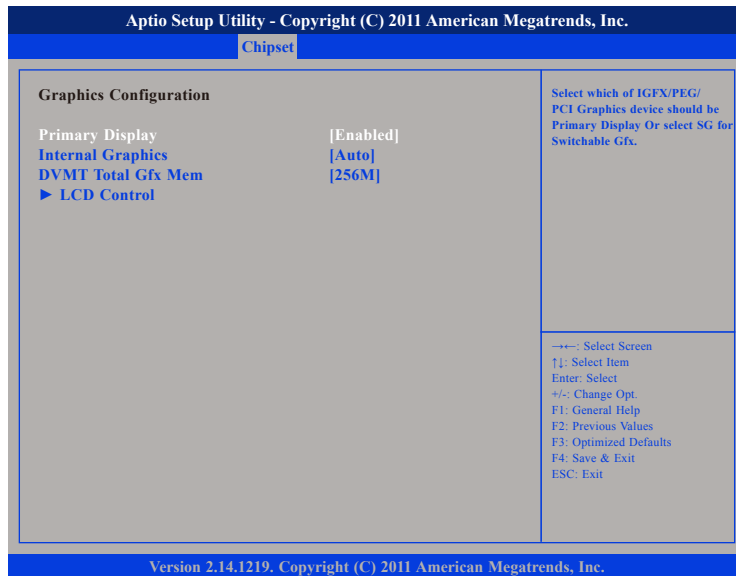 Aptio Setup Utility - Copyright (C) 2011 American Megatrends, Inc.
Chipset
Graphics Configuration
Primary Display [Enabled]
Internal Graphics [Auto]
DVMT Total Gfx Mem [256M]
► LCD Control
Select which of IGFX/PEG/
PCI Graphics device should be
Primary Display Or select SG for
Switchable Gfx.
→←: Select Screen
↑↓: Select Item
Enter: Select
+/-: Change Opt.
F1: General Help
F2: Previous Values
F3: Optimized Defaults
F4: Save & Exit
ESC: Exit
Version 2.14.1219. Copyright (C) 2011 American Megatrends, Inc.